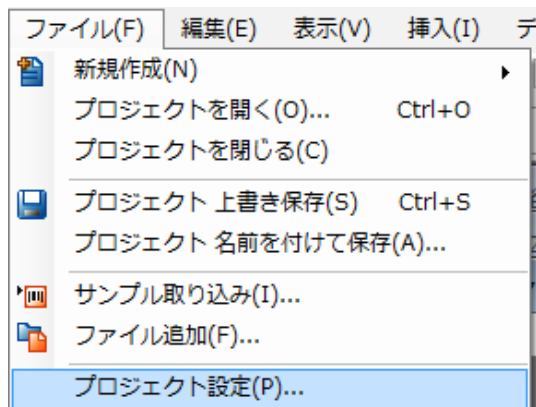 ファイル(F) 編集(E) 表示(V) 挿入(I) デ
新規作成(N)
プロジェクトを開く(O)... Ctrl+O
プロジェクトを閉じる(C)
プロジェクト 上書き保存(S) Ctrl+S
プロジェクト 名前を付けて保存(A)...
サンプル取り込み(I)...
ファイル追加(F)...
プロジェクト設定(P)...